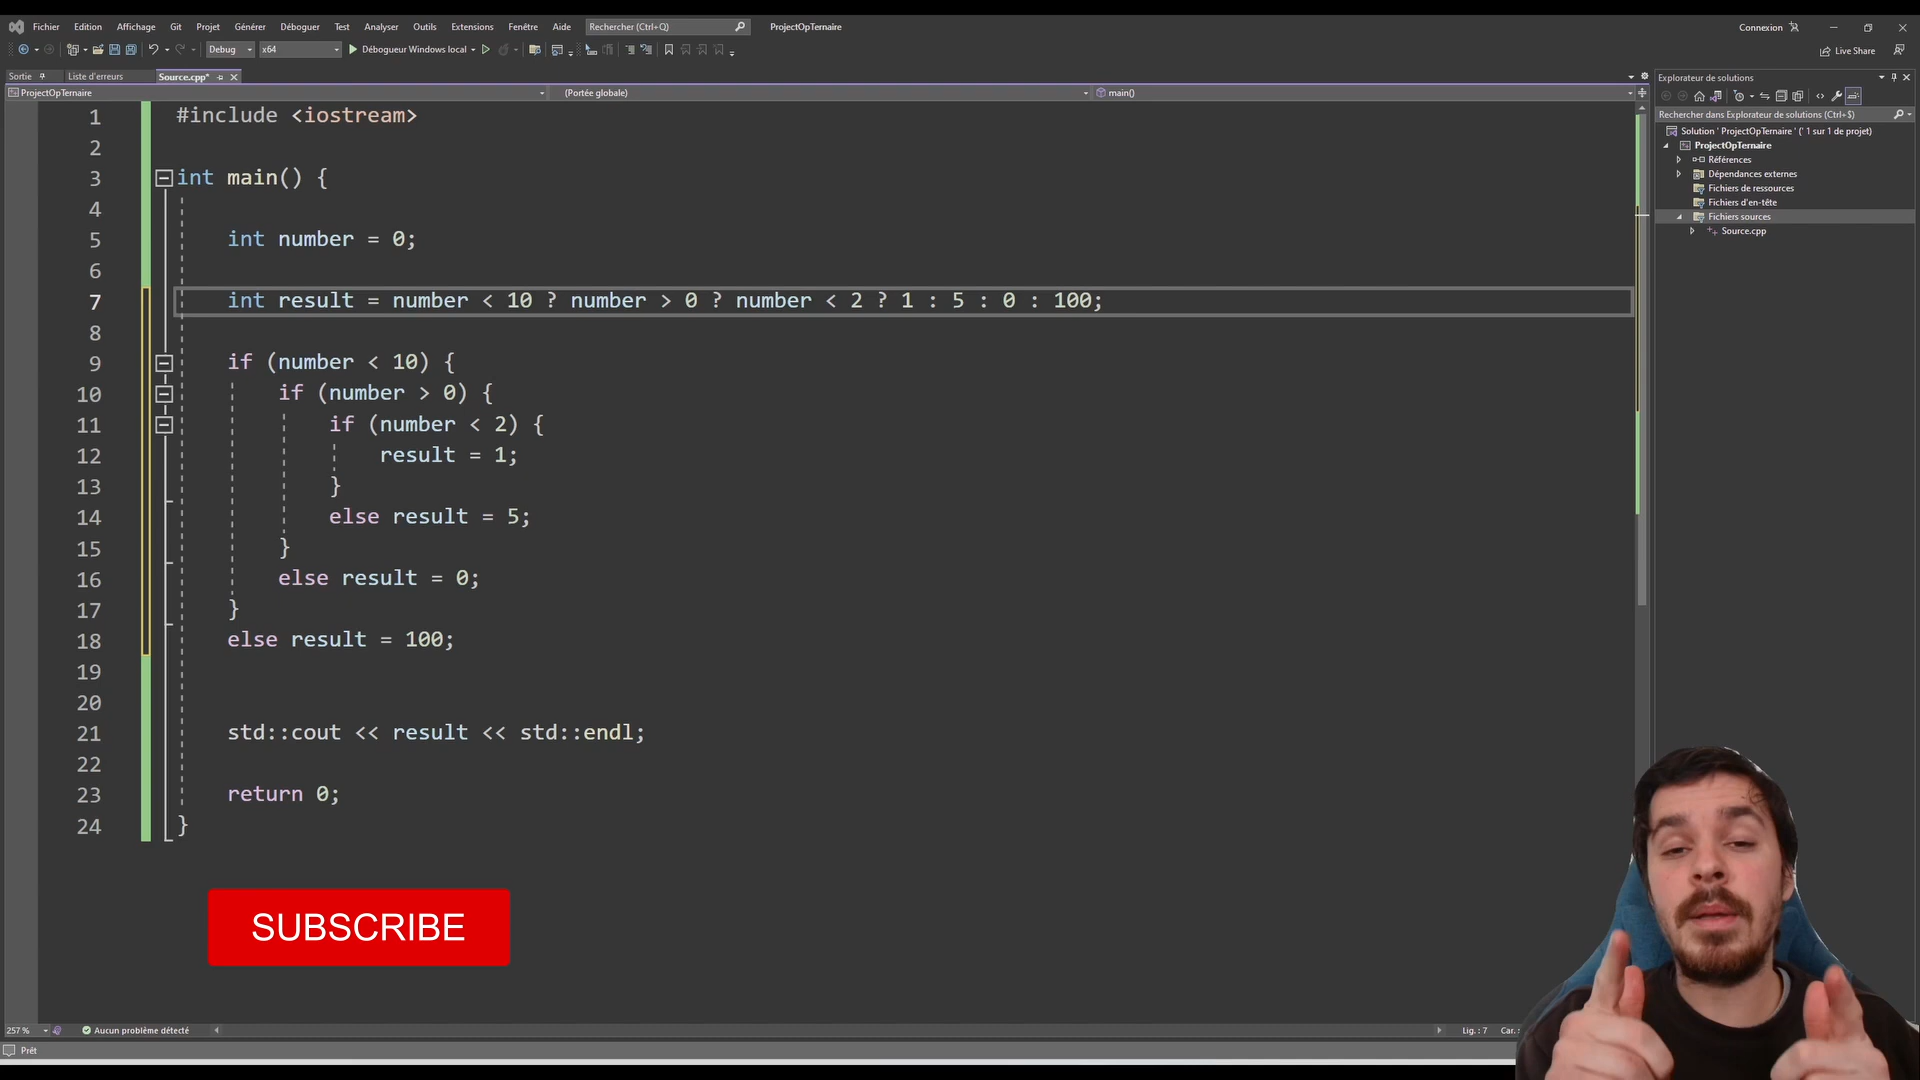 Fichier Edition Affichage Git Projet Générer Déboguer Test Analyser Outils Extensions Fenêtre Aide Rechercher (Ctrl+Q) ProjectOpTernaire Connexion
Debug x64 Débogueur Windows local Live Share
Sortie Liste d'erreurs Source.cpp* Explorateur de solutions
ProjectOpTernaire (Portée globale) main()
Rechercher dans Explorateur de solutions (Ctrl+$)
Solution ' ProjectOpTernaire ' (' 1 sur 1 de projet)
ProjectOpTernaire
Références
Dépendances externes
Fichiers de ressources
Fichiers d'en-tête
Fichiers sources
Source.cpp
1 #include <iostream>
2
3 int main() {
4
5 int number = 0;
6
7 int result = number < 10 ? number > 0 ? number < 2 ? 1 : 5 : 0 : 100;
8
9 if (number < 10) {
10 if (number > 0) {
11 if (number < 2) {
12 result = 1;
13 }
14 else result = 5;
15 }
16 else result = 0;
17 }
18 else result = 100;
19
20
21 std::cout << result << std::endl;
22
23 return 0;
24 }
SUBSCRIBE
257 % Aucun problème détecté Lig. : 7 Car. :
Prêt